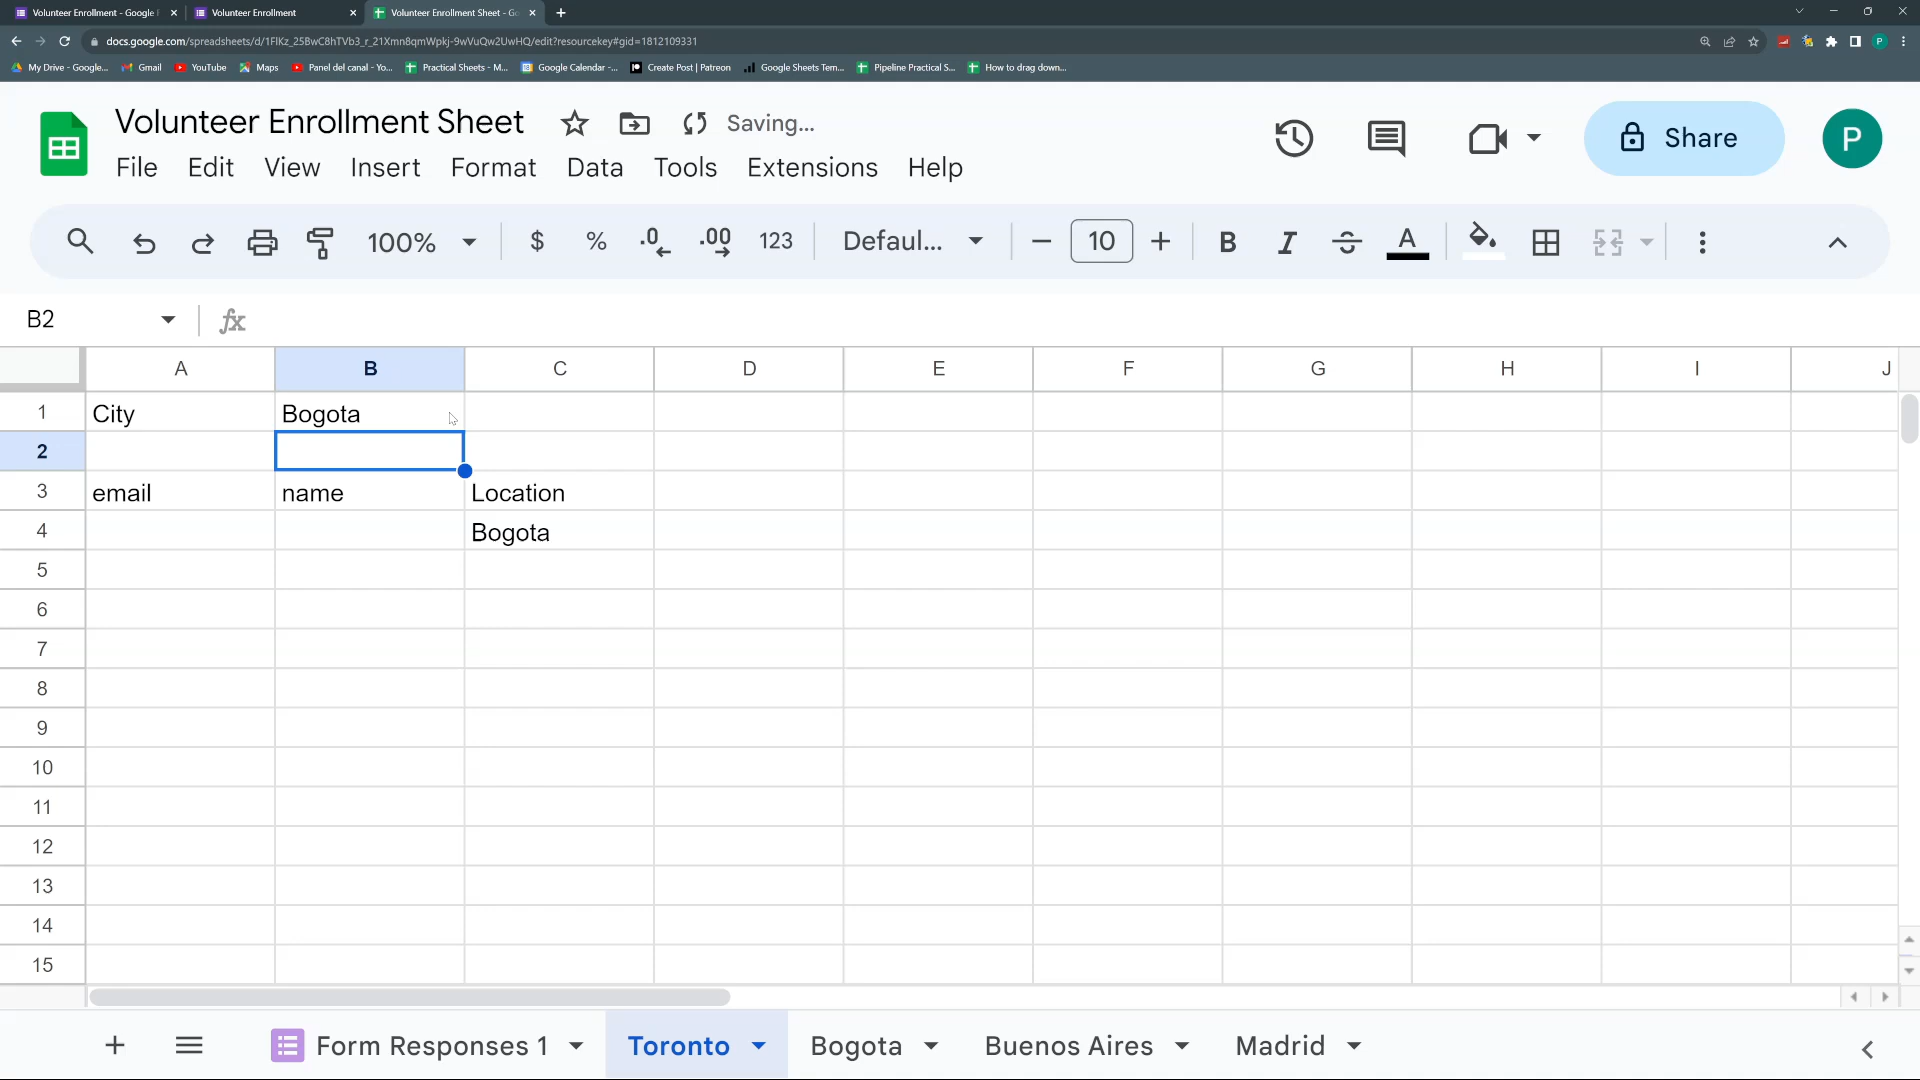 Volunteer Enrollment - Google F
Volunteer Enrollment
Volunteer Enrollment Sheet - Go
docs.google.com/spreadsheets/d/1FIKz_25BwC8hTVb3_r_21Xmn8qmWpkj-9wVuQw2UwHQ/edit?resourcekey#gid=1812109331
P
My Drive - Google...
Gmail
YouTube
Maps
Panel del canal - Yo...
Practical Sheets - M...
Google Calendar -...
Create Post | Patreon
Google Sheets Tem...
Pipeline Practical S...
How to drag down...
Volunteer Enrollment Sheet
Saving...
Share
P
File Edit View Insert Format Data Tools Extensions Help
100% $ % .0 .00 123 Defaul... 10 B I S A
B2 fx
A B C D E F G H I J
1 City Bogota
2
3 email name Location
4 Bogota
5
6
7
8
9
10
11
12
13
14
15
Form Responses 1 Toronto Bogota Buenos Aires Madrid